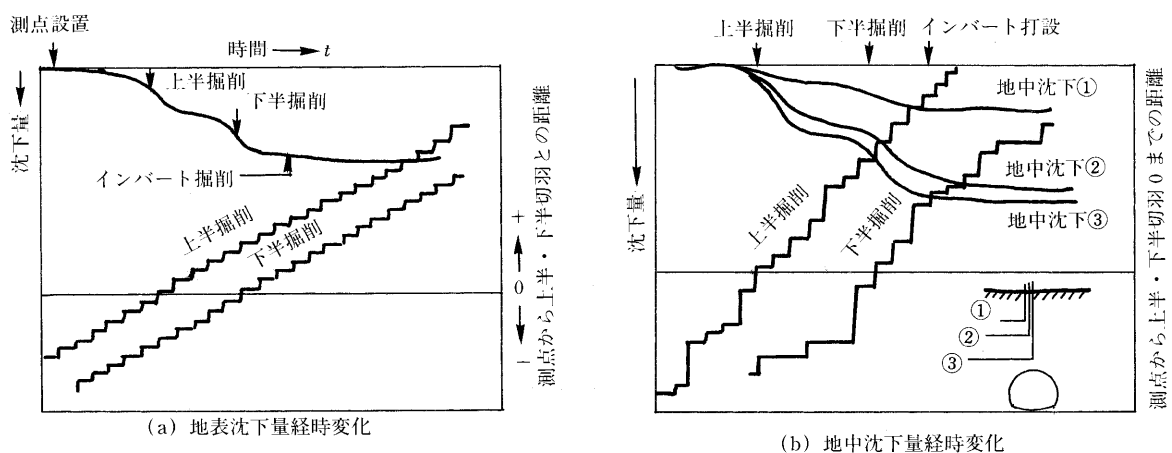 測点設置
時間 → t
上半掘削
下半掘削
インバート掘削
沈下量
上半掘削
下半掘削
+
0
−
測点から上半・下半切羽との距離
(a) 地表沈下量経時変化
上半掘削
下半掘削
インバート打設
地中沈下①
地中沈下②
地中沈下③
沈下量
上半掘削
下半掘削
①
②
③
測点から上半・下半切羽0までの距離
(b) 地中沈下量経時変化